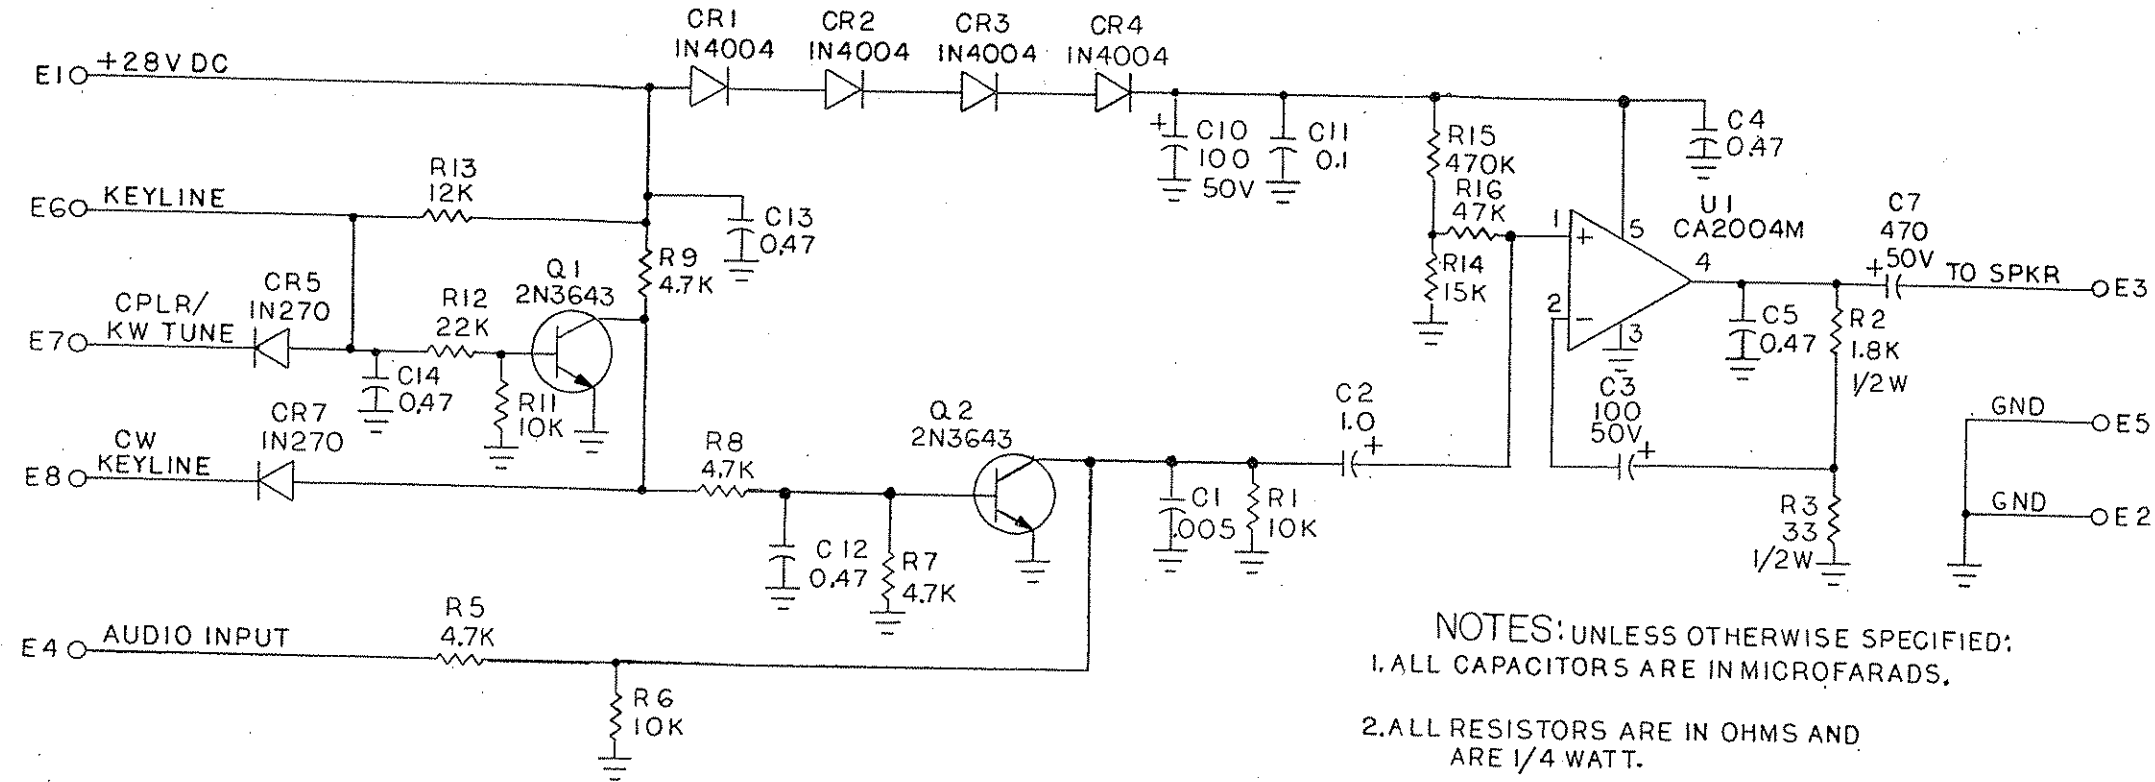 CR1
1N4004
CR2
1N4004
CR3
1N4004
CR4
1N4004
E1 +28V DC
+ C10
100
50V
C11
0.1
R15
470K
R16
47K
C4
0.47
R13
12K
E6 KEYLINE
C13
0.47
R9
4.7K
R14
15K
U1
CA2004M
1
+
2
−
3
4
5
C7
470
50V
+
TO SPKR E3
CR5
1N270
CPLR/
KW TUNE
E7
R12
22K
Q1
2N3643
C14
0.47
R11
10K
C5
0.47
R2
1.8K
1/2W
CR7
1N270
CW
KEYLINE
E8
R8
4.7K
Q2
2N3643
C2
1.0
+
C3
100
50V
+
GND E5
GND E2
C12
0.47
R7
4.7K
C1
.005
R1
10K
R3
33
1/2W
E4 AUDIO INPUT
R5
4.7K
R6
10K
NOTES: UNLESS OTHERWISE SPECIFIED:
1. ALL CAPACITORS ARE IN MICROFARADS.
2. ALL RESISTORS ARE IN OHMS AND
ARE 1/4 WATT.